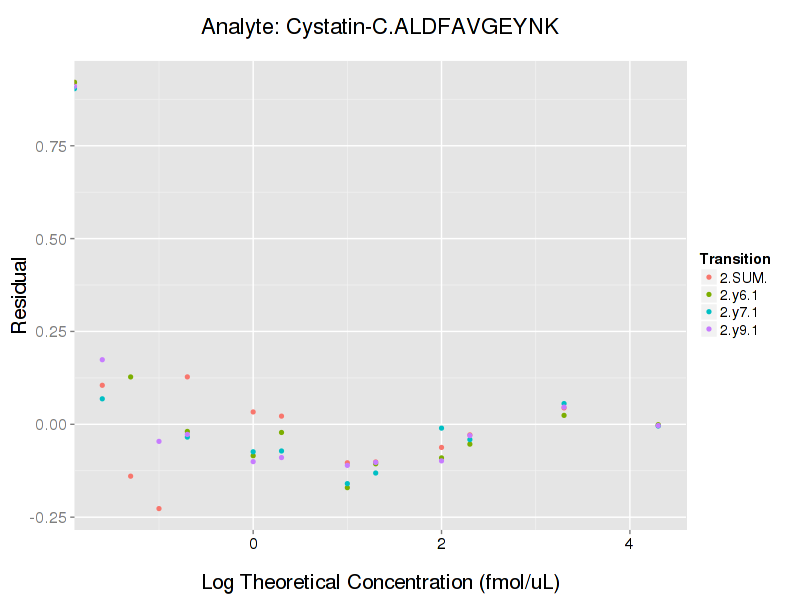 Analyte: Cystatin-C.ALDFAVGEYNK
0.75
0.50
0.25
0.00
-0.25
Residual
0 2 4
Log Theoretical Concentration (fmol/uL)
Transition
2.SUM.
2.y6.1
2.y7.1
2.y9.1